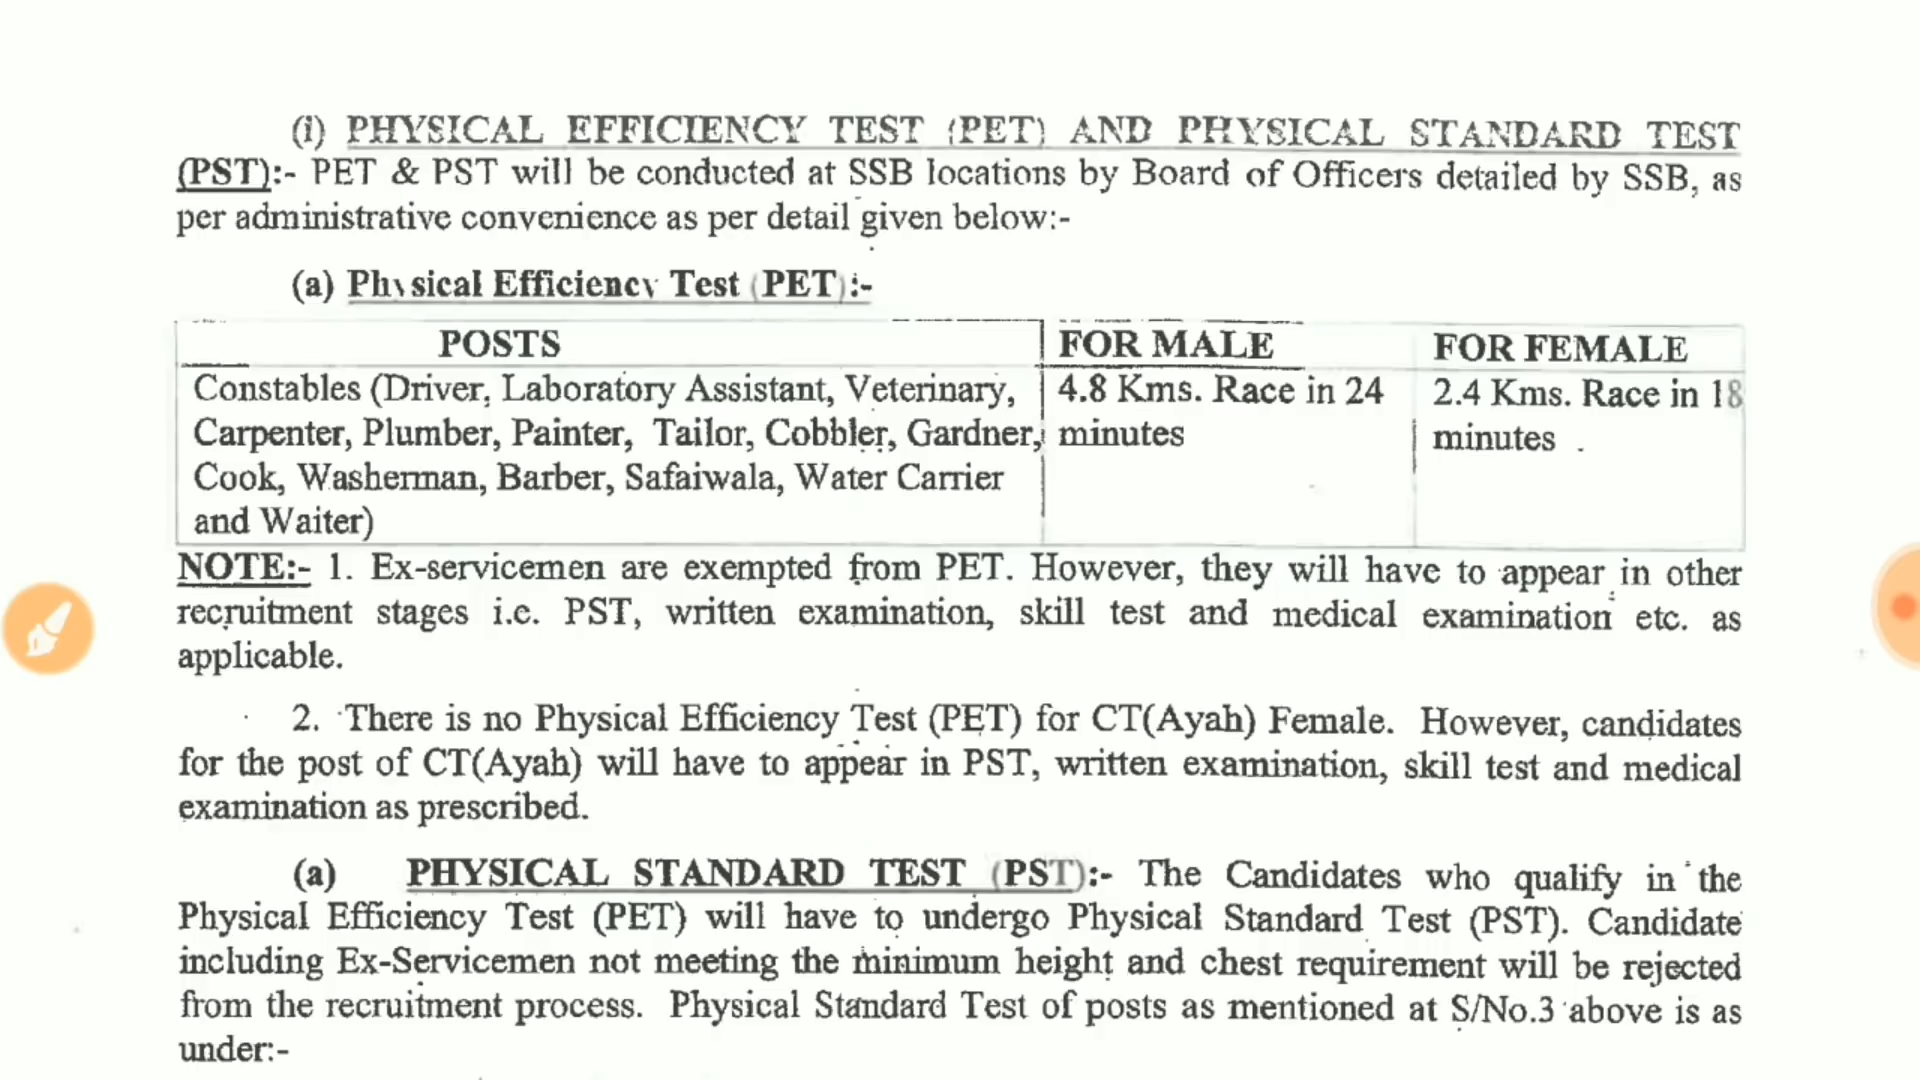 (i) PHYSICAL EFFICIENCY TEST (PET) AND PHYSICAL STANDARD TEST
(PST):- PET & PST will be conducted at SSB locations by Board of Officers detailed by SSB, as
per administrative convenience as per detail given below:-
(a) Physical Efficiency Test (PET):-
POSTS FOR MALE FOR FEMALE
Constables (Driver, Laboratory Assistant, Veterinary, 4.8 Kms. Race in 24 2.4 Kms. Race in 18
Carpenter, Plumber, Painter, Tailor, Cobbler, Gardner, minutes minutes
Cook, Washerman, Barber, Safaiwala, Water Carrier
and Waiter)
NOTE:- 1. Ex-servicemen are exempted from PET. However, they will have to appear in other
recruitment stages i.e. PST, written examination, skill test and medical examination etc. as
applicable.
2. There is no Physical Efficiency Test (PET) for CT(Ayah) Female. However, candidates
for the post of CT(Ayah) will have to appear in PST, written examination, skill test and medical
examination as prescribed.
(a) PHYSICAL STANDARD TEST (PST):- The Candidates who qualify in the
Physical Efficiency Test (PET) will have to undergo Physical Standard Test (PST). Candidate
including Ex-Servicemen not meeting the minimum height and chest requirement will be rejected
from the recruitment process. Physical Standard Test of posts as mentioned at S/No.3 above is as
under:-